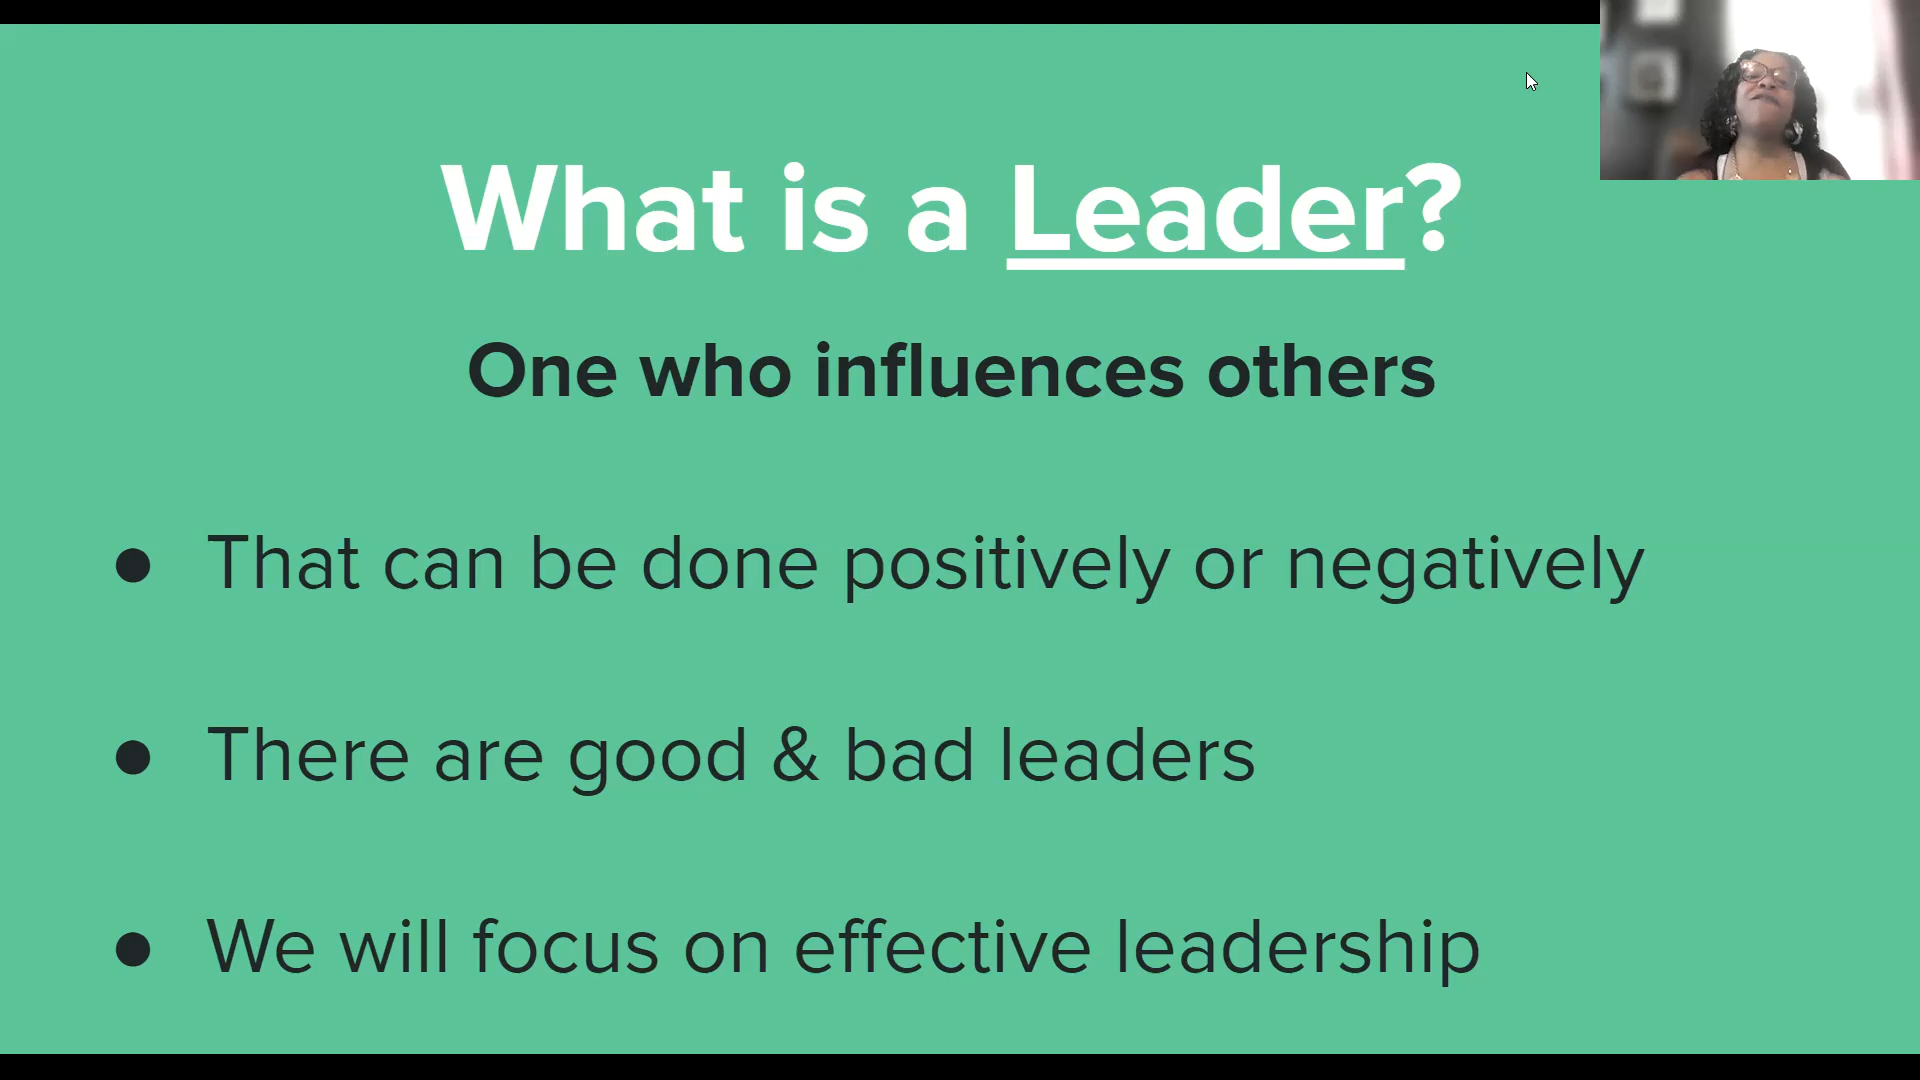 What is a Leader?
One who influences others
● That can be done positively or negatively
● There are good & bad leaders
● We will focus on effective leadership